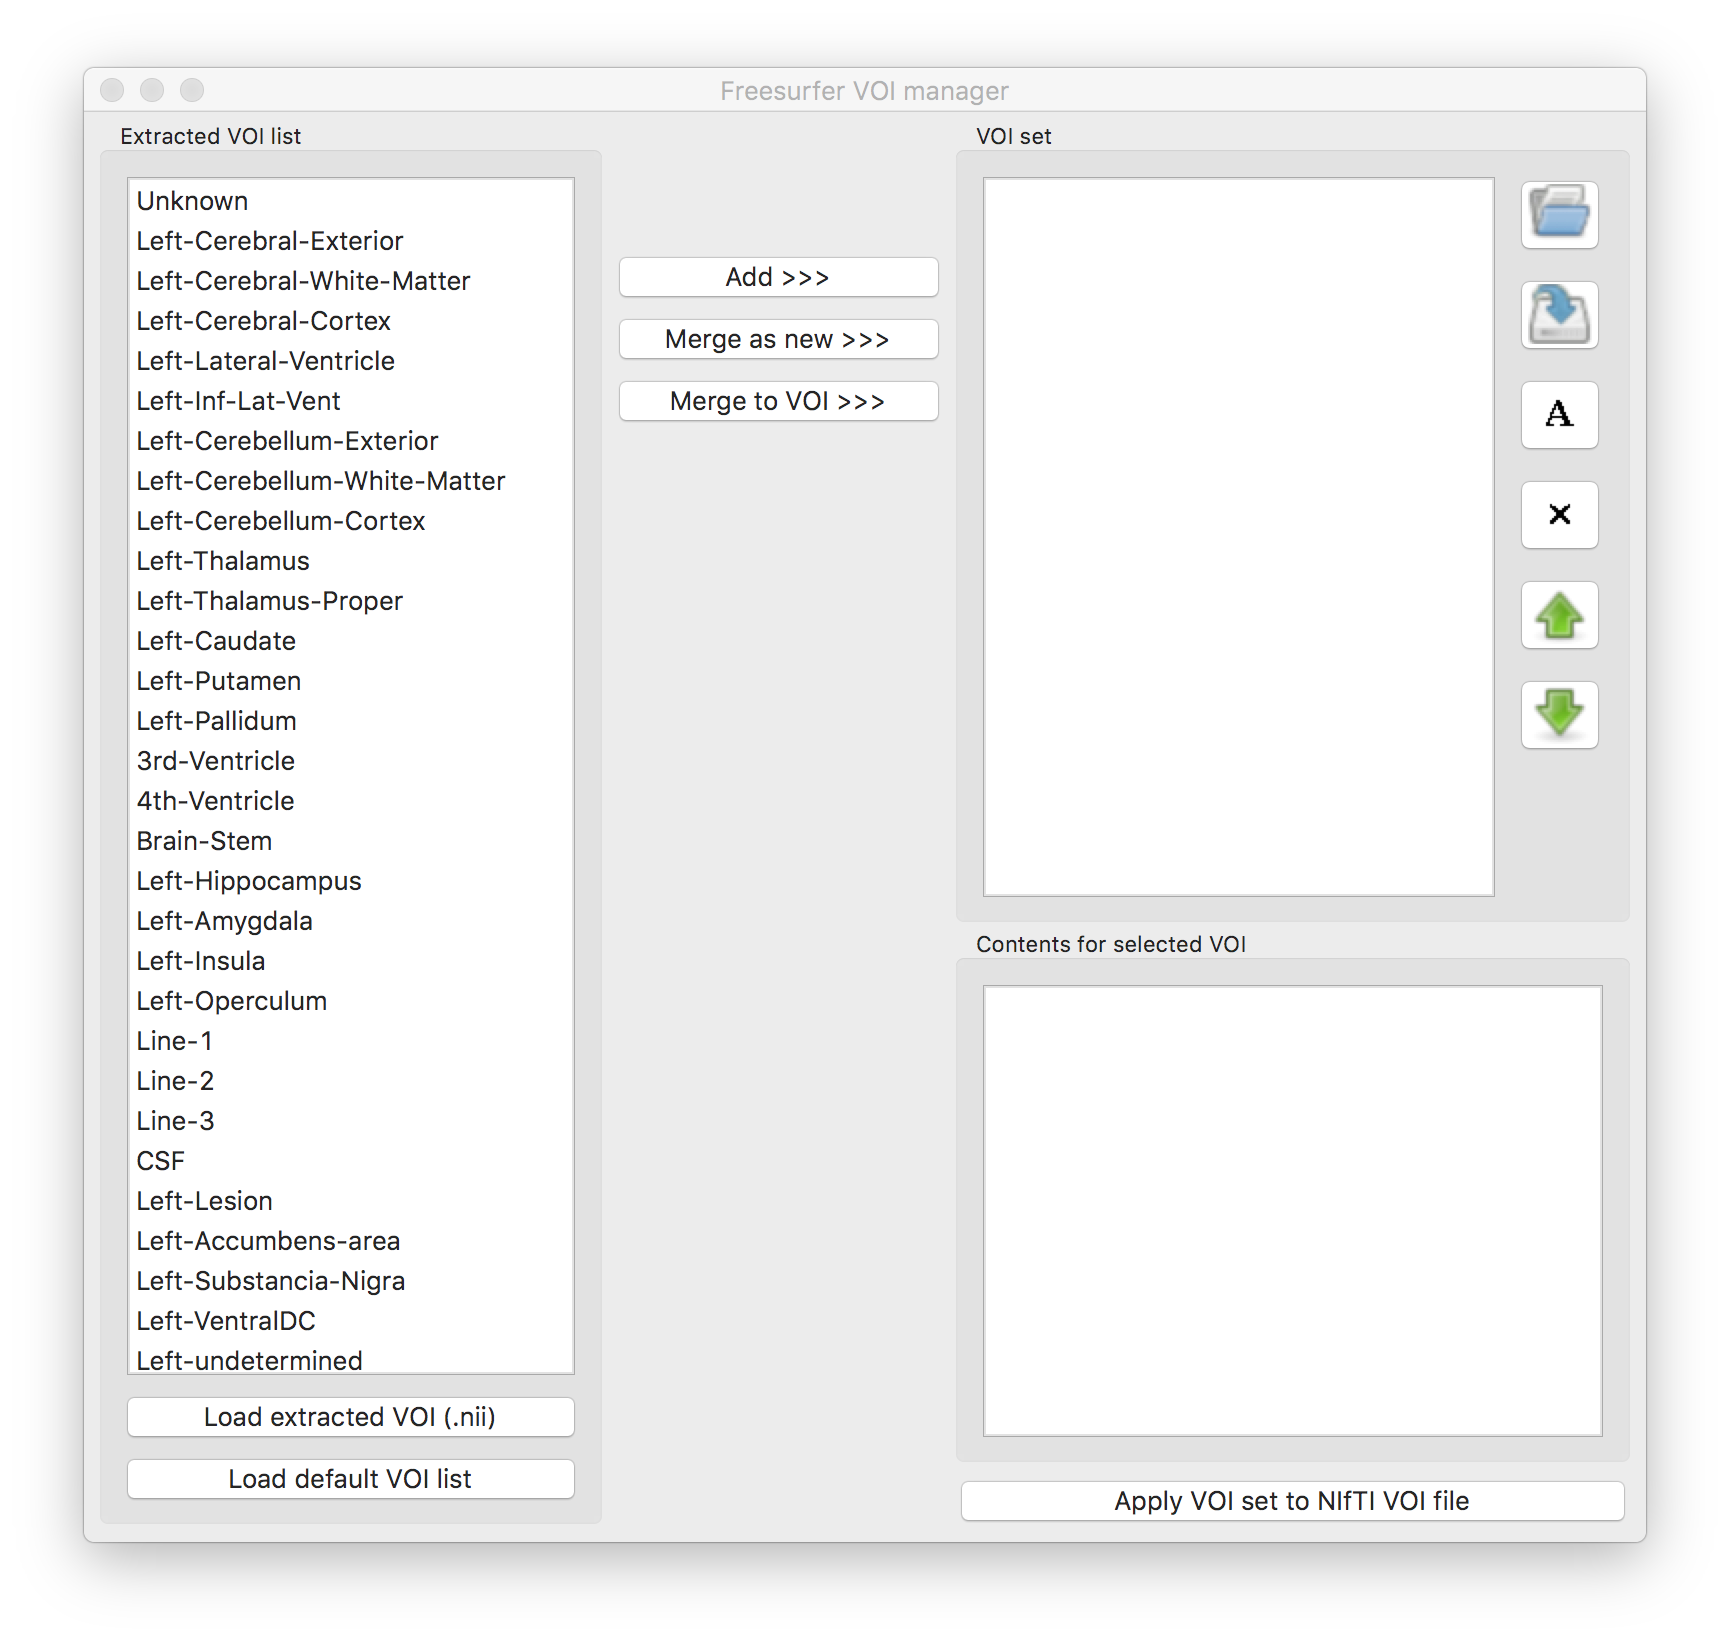 Freesurfer VOI manager
Extracted VOI list
Unknown
Left-Cerebral-Exterior
Left-Cerebral-White-Matter
Left-Cerebral-Cortex
Left-Lateral-Ventricle
Left-Inf-Lat-Vent
Left-Cerebellum-Exterior
Left-Cerebellum-White-Matter
Left-Cerebellum-Cortex
Left-Thalamus
Left-Thalamus-Proper
Left-Caudate
Left-Putamen
Left-Pallidum
3rd-Ventricle
4th-Ventricle
Brain-Stem
Left-Hippocampus
Left-Amygdala
Left-Insula
Left-Operculum
Line-1
Line-2
Line-3
CSF
Left-Lesion
Left-Accumbens-area
Left-Substancia-Nigra
Left-VentralDC
Left-undetermined
Load extracted VOI (.nii)
Load default VOI list
Add >>>
Merge as new >>>
Merge to VOI >>>
VOI set
A
Contents for selected VOI
Apply VOI set to NIfTI VOI file